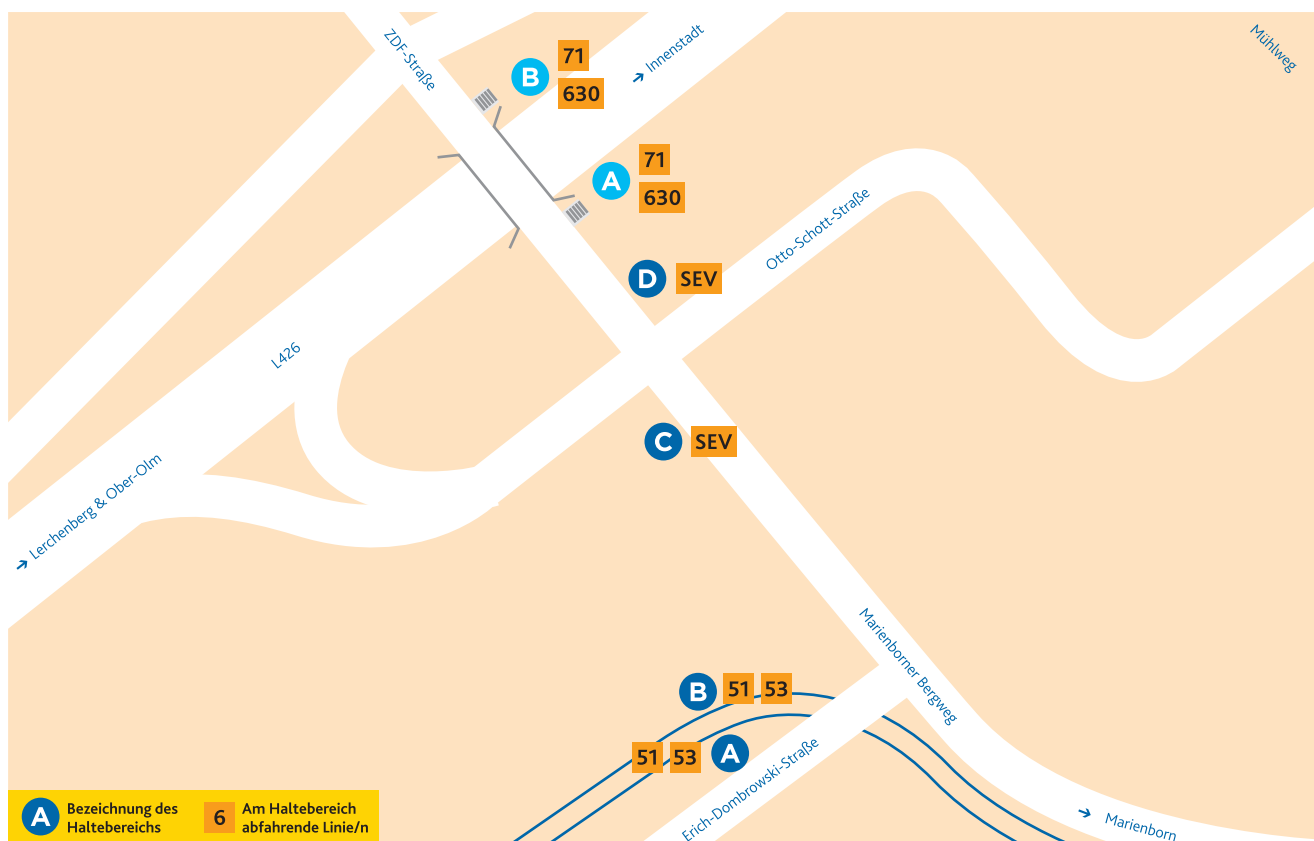 ZDF-Straße
B
71
630
Innenstadt
Mühlweg
A
71
630
Otto-Schott-Straße
D
SEV
L426
C
SEV
Lerchenberg & Ober-Olm
Marienborner Bergweg
B
51
53
51
53
A
Erich-Dombrowski-Straße
Marienborn
A
Bezeichnung des
Haltebereichs
6
Am Haltebereich
abfahrende Linie/n